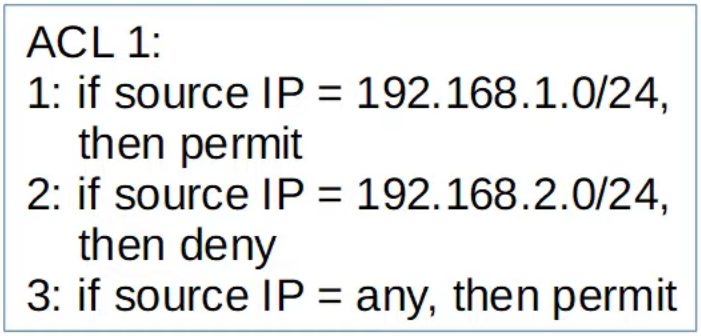 ACL 1:
1: if source IP = 192.168.1.0/24,
then permit
2: if source IP = 192.168.2.0/24,
then deny
3: if source IP = any, then permit